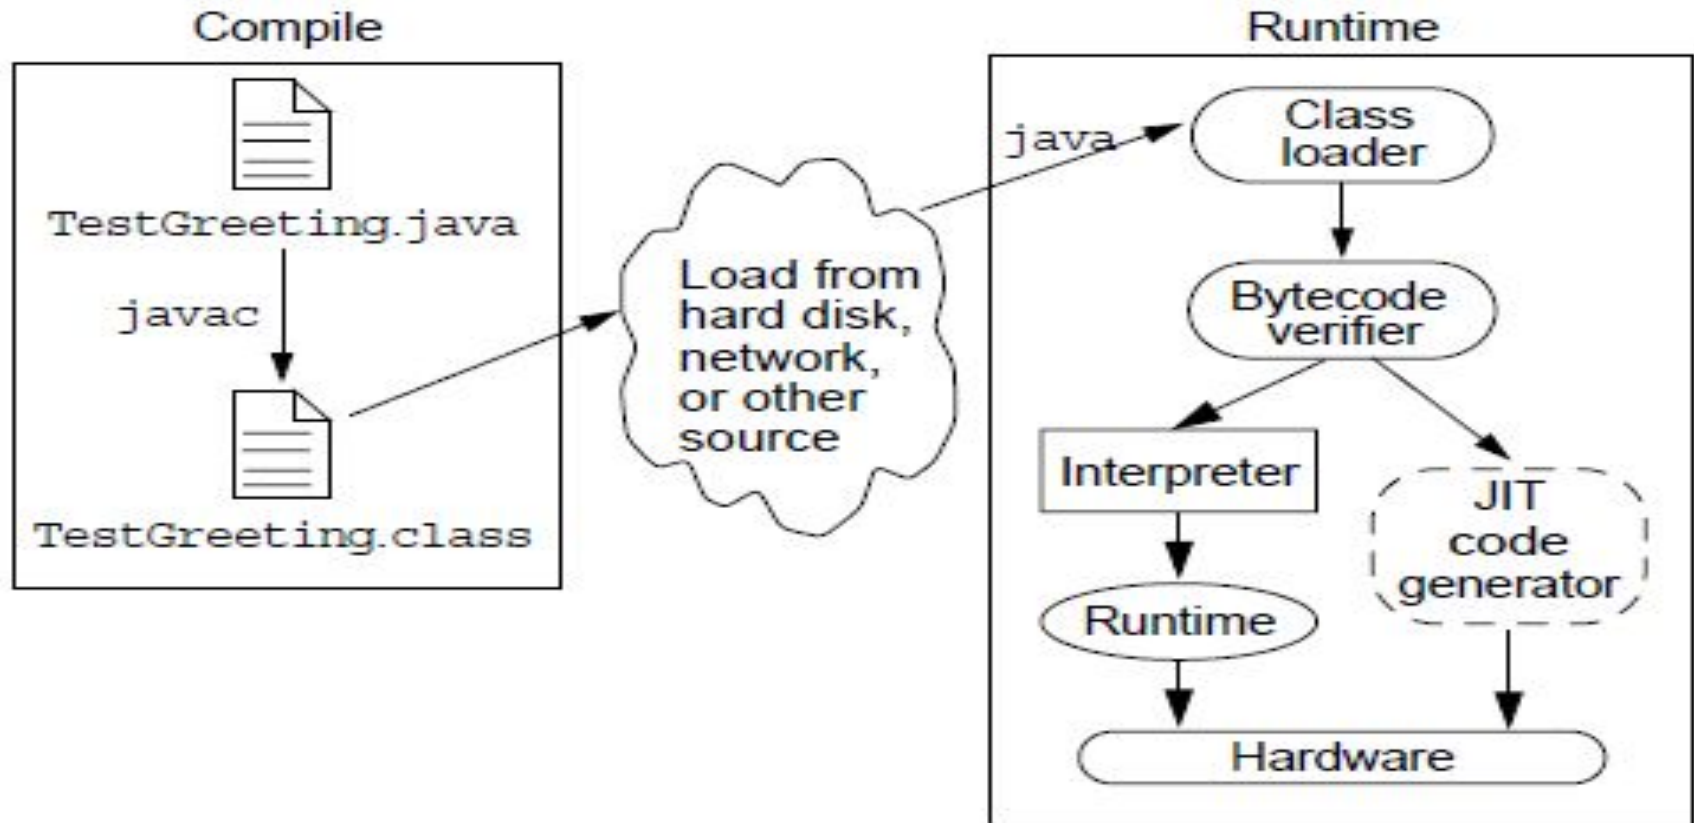 Compile
TestGreeting.java
javac
TestGreeting.class
Load from
hard disk,
network,
or other
source
Runtime
java
Class
loader
Bytecode
verifier
Interpreter
JIT
code
generator
Runtime
Hardware